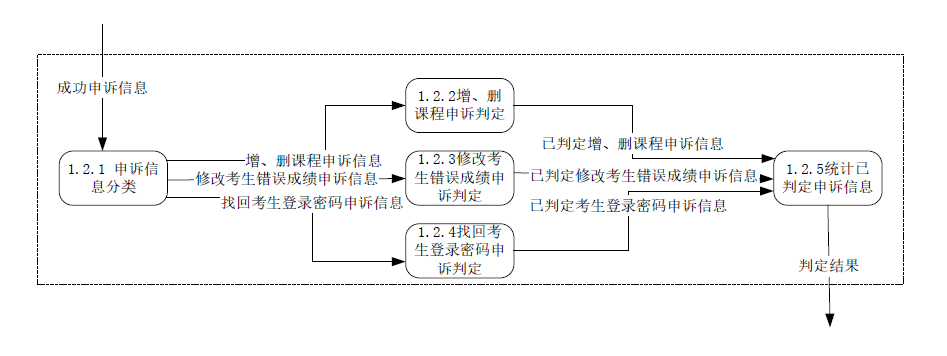 成功申诉信息
1.2.1 申诉信
息分类
增、删课程申诉信息
修改考生错误成绩申诉信息
找回考生登录密码申诉信息
1.2.2增、删
课程申诉判定
1.2.3修改考
生错误成绩申
诉判定
1.2.4找回考
生登录密码申
诉判定
已判定增、删课程申诉信息
已判定修改考生错误成绩申诉信息
已判定考生登录密码申诉信息
1.2.5统计已
判定申诉信息
判定结果